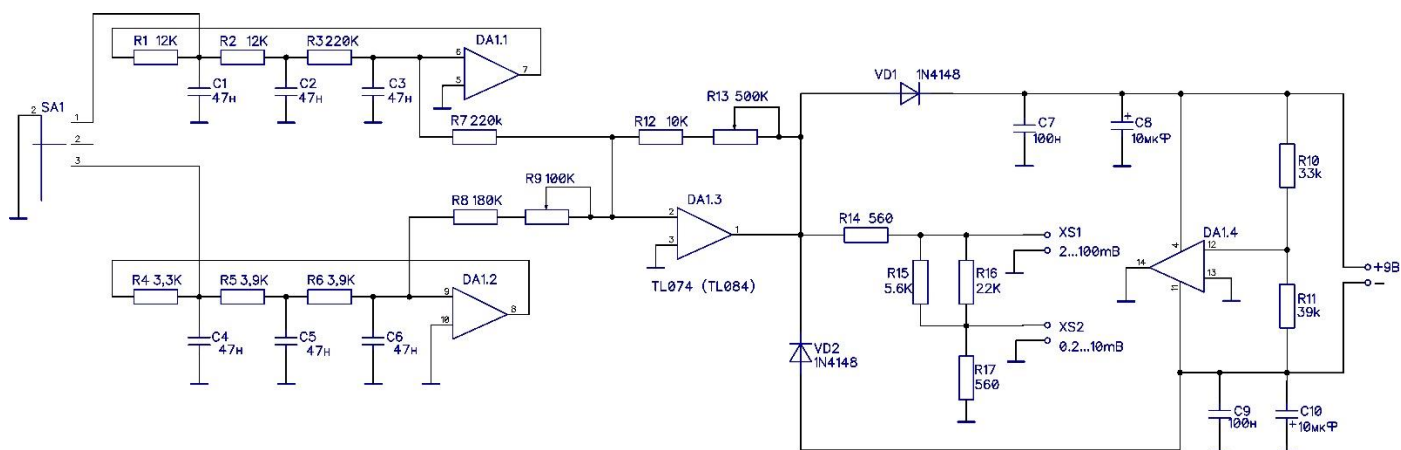 R1 12K
R2 12K
R3 220K
DA1.1
6
5
7
C1
47н
C2
47н
C3
47н
SA1
2
1
2
3
R7 220k
R12 10K
R13 500K
VD1
1N4148
C7
100н
+
C8
10мкФ
R10
33k
R8 180K
R9 100K
2
3
DA1.3
1
TL074 (TL084)
R14 560
R15
5.6K
R16
22K
XS1
2...100mB
XS2
0.2...10mB
R17
560
VD2
1N4148
DA1.4
4
12
13
14
11
R11
39k
+9В
-
R4 3,3K
R5 3,9K
R6 3,9K
DA1.2
9
10
8
C4
47н
C5
47н
C6
47н
C9
100н
C10
+
10мкФ